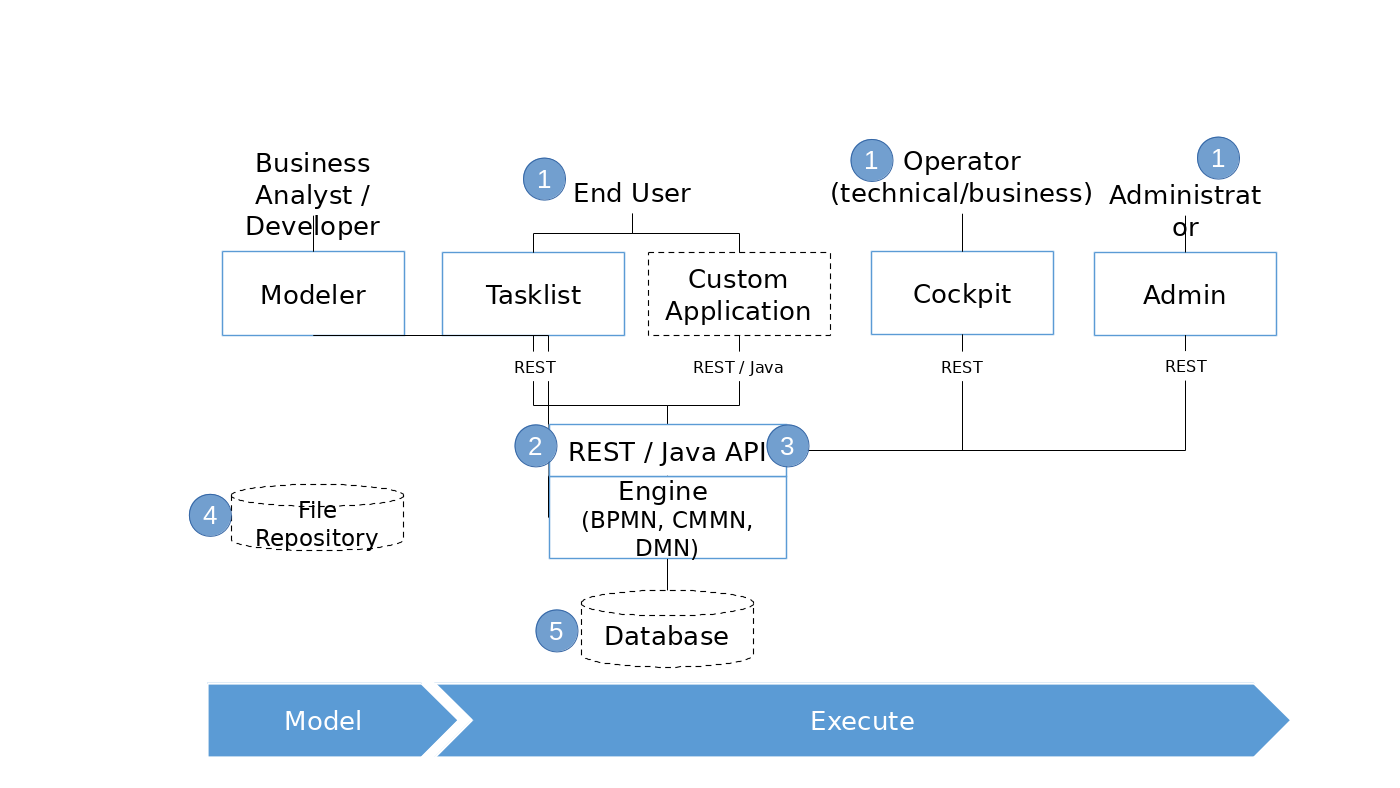 Business
Analyst /
Developer
1
End User
1
Operator
(technical/business)
1
Administrat
or
Modeler
Tasklist
Custom
Application
Cockpit
Admin
REST
REST / Java
REST
REST
2
REST / Java API
3
Engine
(BPMN, CMMN,
DMN)
4
File
Repository
5
Database
Model
Execute